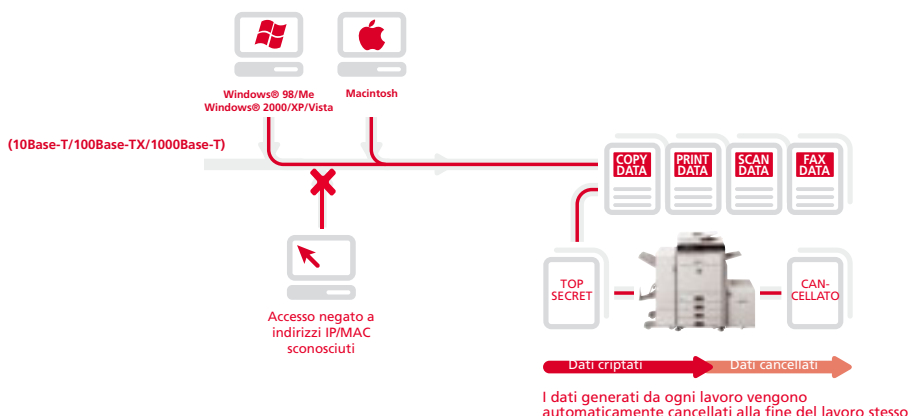 Windows® 98/Me
Windows® 2000/XP/Vista
Macintosh
(10Base-T/100Base-TX/1000Base-T)
COPY
DATA
PRINT
DATA
SCAN
DATA
FAX
DATA
TOP
SECRET
CAN-
CELLATO
Accesso negato a
indirizzi IP/MAC
sconosciuti
Dati criptati
Dati cancellati
I dati generati da ogni lavoro vengono
automaticamente cancellati alla fine del lavoro stesso